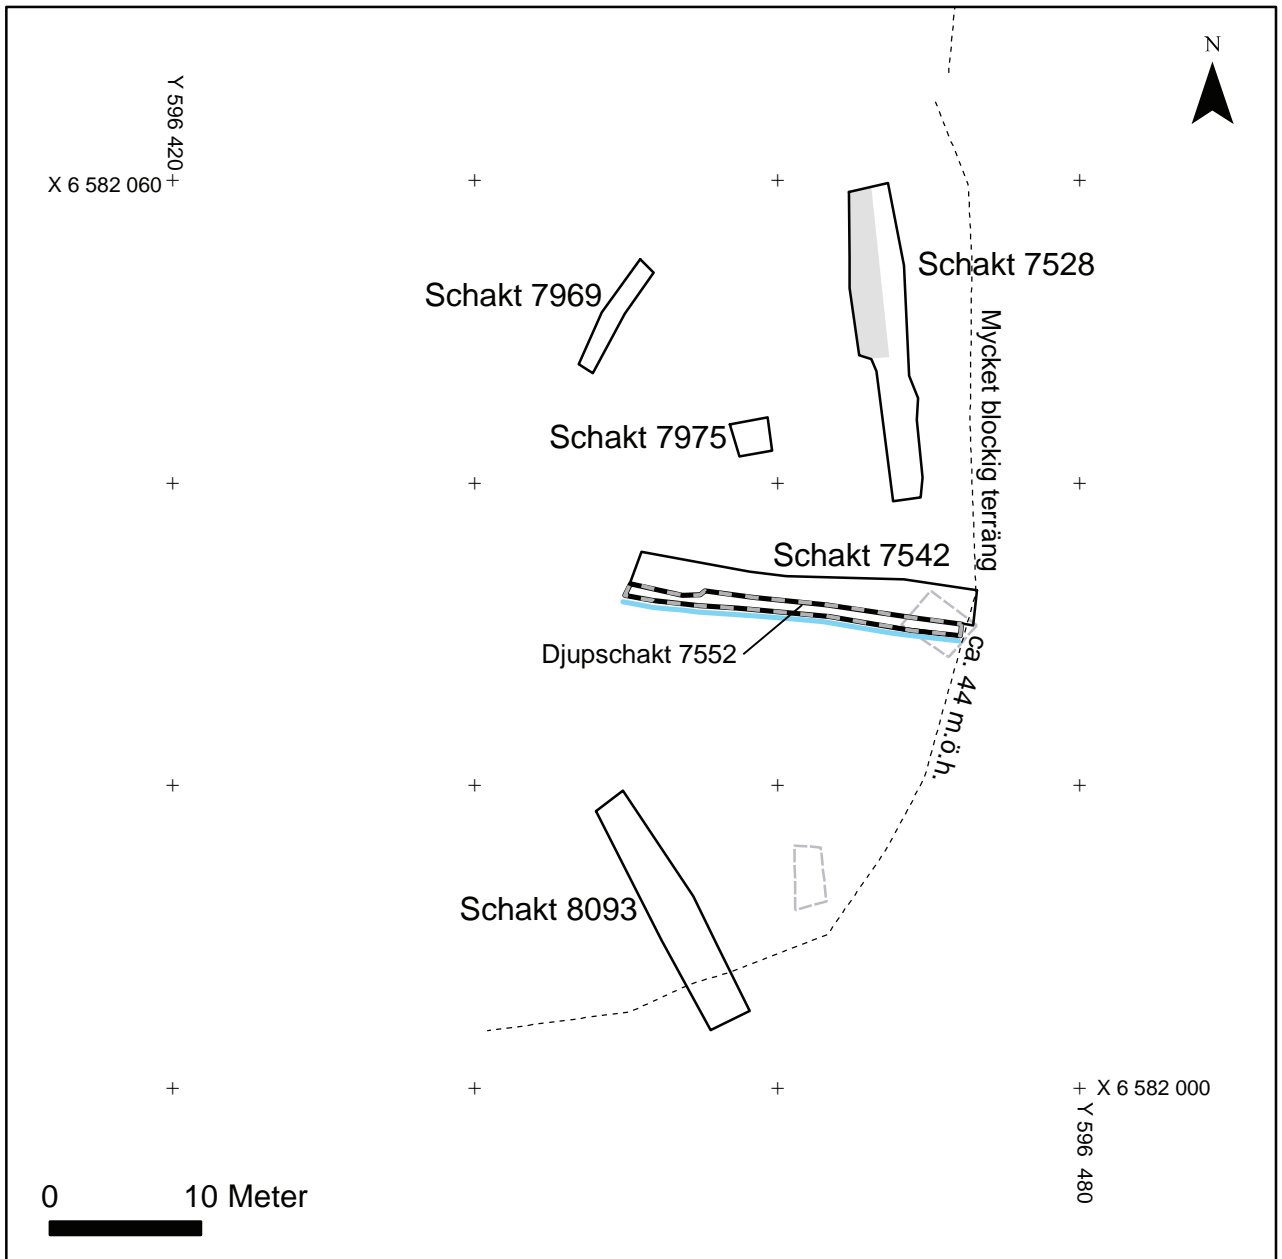 N
Y 596 420
X 6 582 060
Schakt 7528
Schakt 7969
Mycket blockig terräng
Schakt 7975
Schakt 7542
Djupschakt 7552
ca. 44 m.ö.h.
Schakt 8093
X 6 582 000
Y 596 480
0 10 Meter